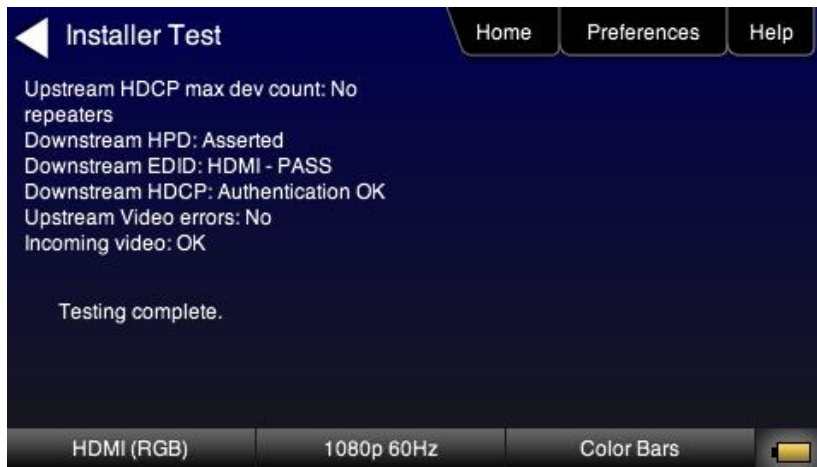 Installer Test
Home
Preferences
Help
Upstream HDCP max dev count: No
repeaters
Downstream HPD: Asserted
Downstream EDID: HDMI - PASS
Downstream HDCP: Authentication OK
Upstream Video errors: No
Incoming video: OK
Testing complete.
HDMI (RGB)
1080p 60Hz
Color Bars